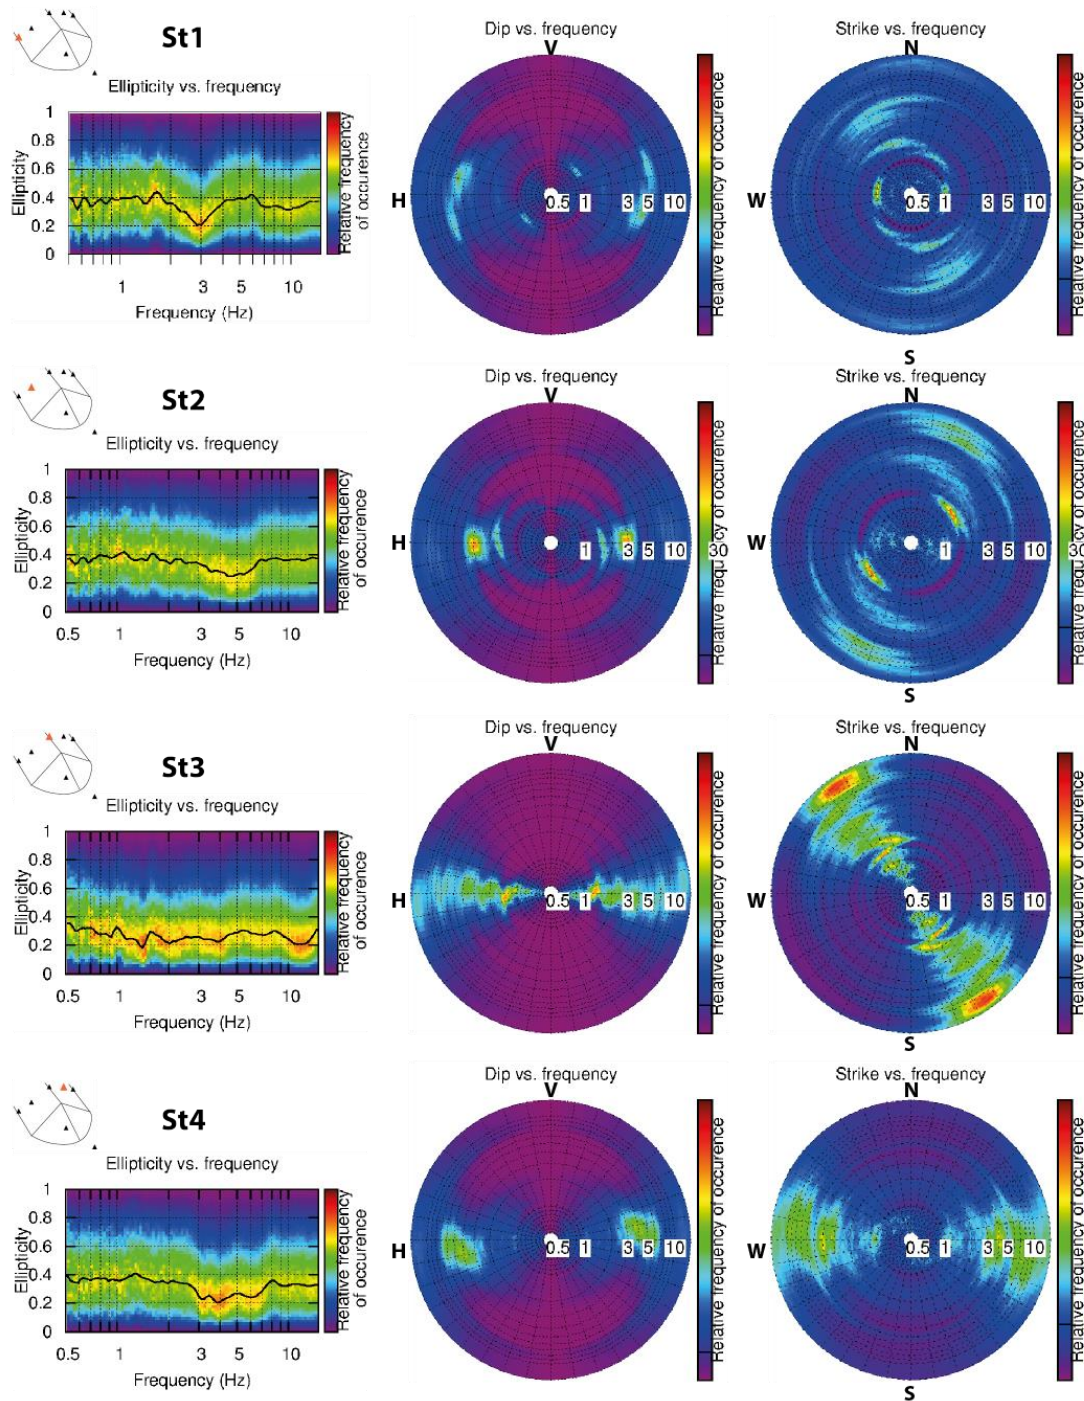 St1
Ellipticity vs. frequency
Ellipticity
1
0.8
0.6
0.4
0.2
0
1 3 10
Frequency (Hz)
Relative frequency
of occurence
Dip vs. frequency
V
H
0.5 1 3 5 10
Relative frequency of occurence
Strike vs. frequency
N
W
0.5 1 3 5 10
S
Relative frequency of occurence
St2
Ellipticity vs. frequency
Ellipticity
1
0.8
0.6
0.4
0.2
0
0.5 1 3 5 10
Frequency (Hz)
Relative frequency
of occurence
Dip vs. frequency
V
H
1 3 5 10 30
Relative frequency of occurence
Strike vs. frequency
N
W
1 3 5 10 30
S
Relative frequency of occurence
St3
Ellipticity vs. frequency
Ellipticity
1
0.8
0.6
0.4
0.2
0
0.5 1 3 5 10
Frequency (Hz)
Relative frequency
of occurence
Dip vs. frequency
V
H
0.5 1 3 5 10
Relative frequency of occurence
Strike vs. frequency
N
W
0.5 1 3 5 10
S
Relative frequency of occurence
St4
Ellipticity vs. frequency
Ellipticity
1
0.8
0.6
0.4
0.2
0
0.5 1 3 5 10
Frequency (Hz)
Relative frequency
of occurence
Dip vs. frequency
V
H
0.5 1 3 5 10
Relative frequency of occurence
Strike vs. frequency
N
W
0.5 1 3 5 10
S
Relative frequency of occurence